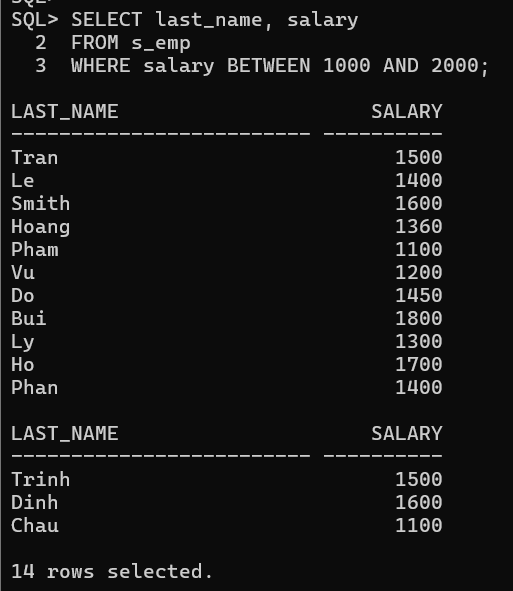 SQL>
SQL> SELECT last_name, salary
  2  FROM s_emp
  3  WHERE salary BETWEEN 1000 AND 2000;

LAST_NAME                     SALARY
------------------------- ----------
Tran                            1500
Le                              1400
Smith                           1600
Hoang                           1360
Pham                            1100
Vu                              1200
Do                              1450
Bui                             1800
Ly                              1300
Ho                              1700
Phan                            1400

LAST_NAME                     SALARY
------------------------- ----------
Trinh                           1500
Dinh                            1600
Chau                            1100

14 rows selected.